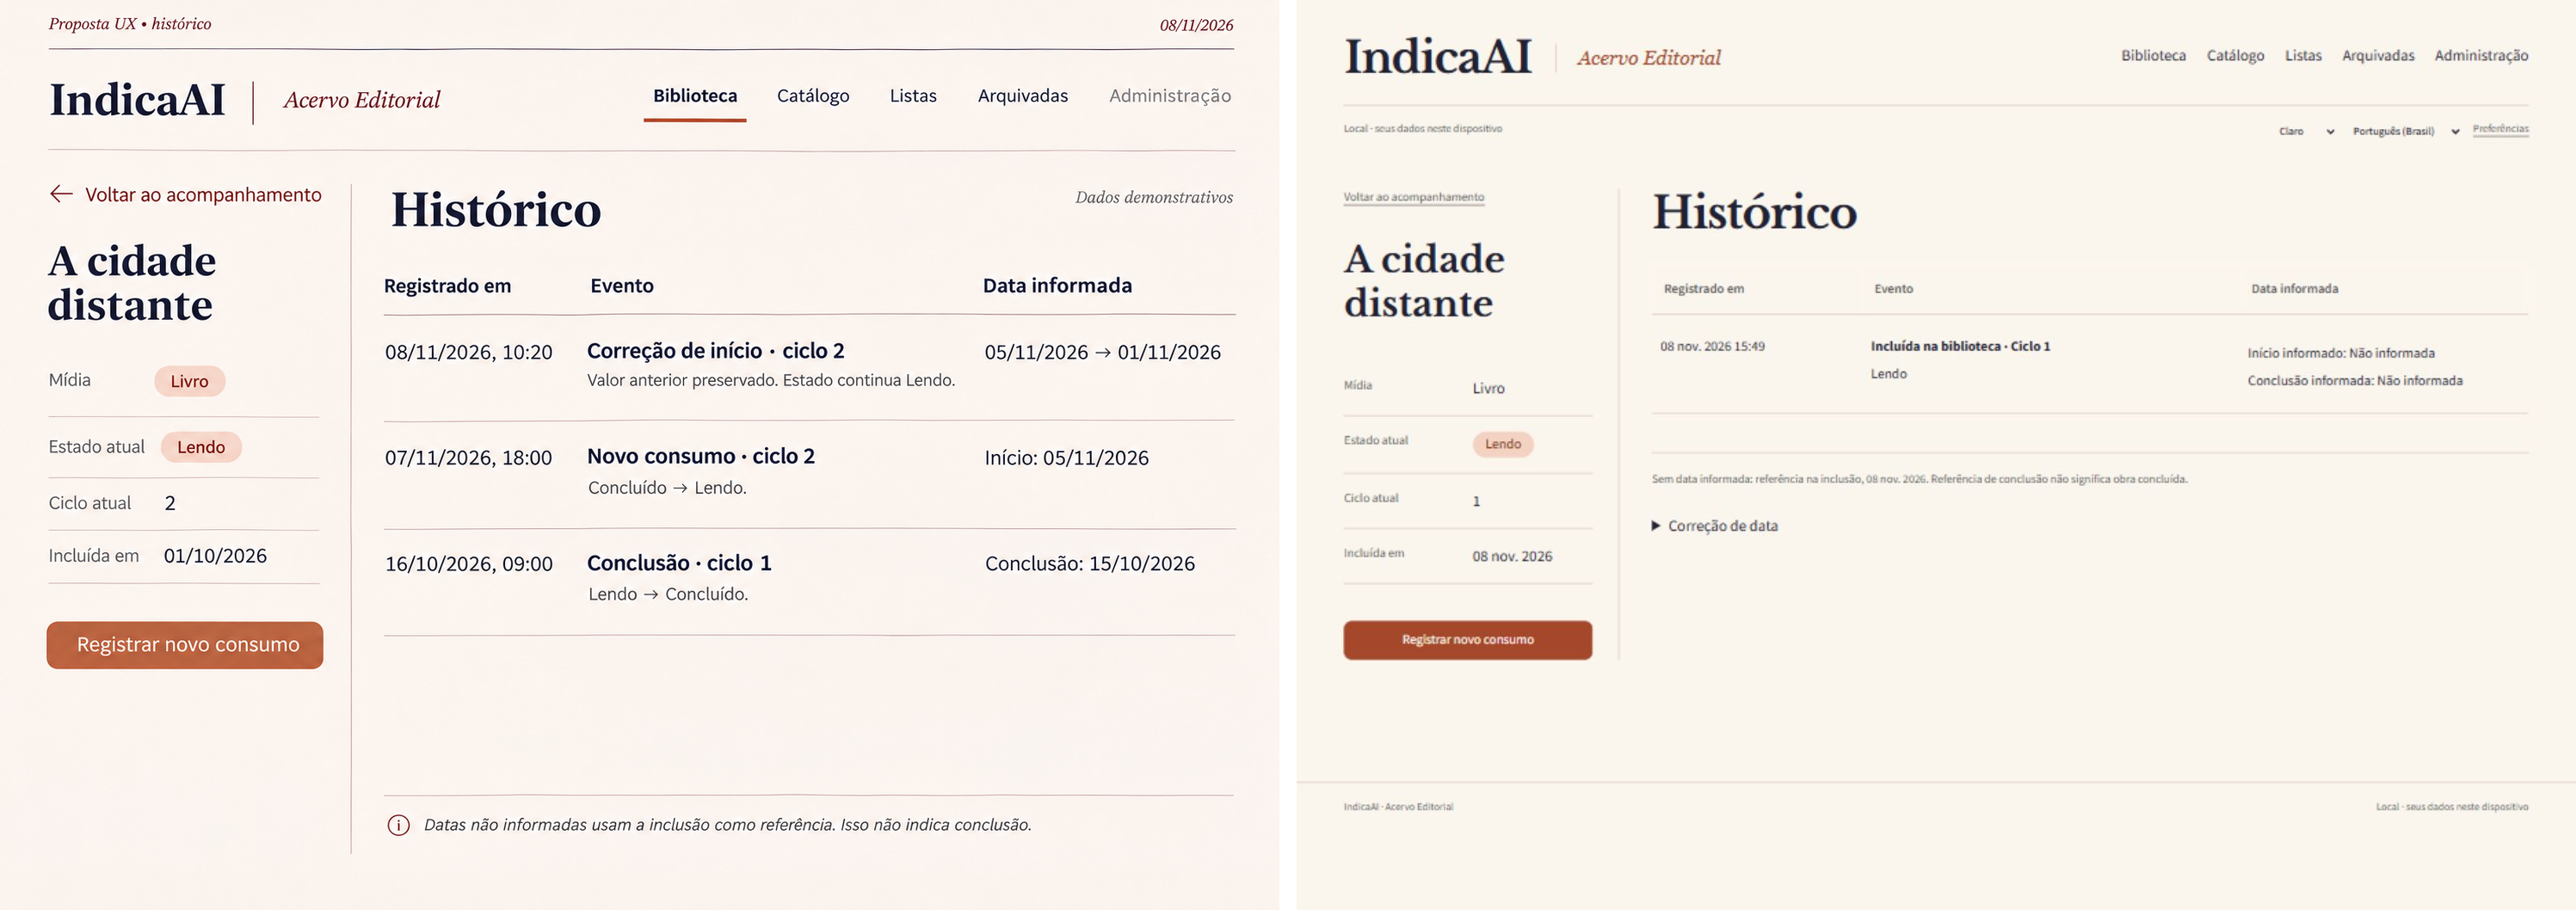 Proposta UX • histórico
08/11/2026
IndicaAI
Acervo Editorial
Biblioteca
Catálogo
Listas
Arquivadas
Administração
← Voltar ao acompanhamento
A cidade
distante
Mídia
Livro
Estado atual
Lendo
Ciclo atual
2
Incluída em
01/10/2026
Registrar novo consumo
Histórico
Dados demonstrativos
Registrado em
Evento
Data informada
08/11/2026, 10:20
Correção de início · ciclo 2
05/11/2026 → 01/11/2026
Valor anterior preservado. Estado continua Lendo.
07/11/2026, 18:00
Novo consumo · ciclo 2
Início: 05/11/2026
Concluído → Lendo.
16/10/2026, 09:00
Conclusão · ciclo 1
Conclusão: 15/10/2026
Lendo → Concluído.
Datas não informadas usam a inclusão como referência. Isso não indica conclusão.
IndicaAI
Acervo Editorial
Biblioteca
Catálogo
Listas
Arquivadas
Administração
Local · seus dados neste dispositivo
Claro
Português (Brasil)
Preferências
Voltar ao acompanhamento
A cidade
distante
Mídia
Livro
Estado atual
Lendo
Ciclo atual
1
Incluída em
08 nov. 2026
Registrar novo consumo
Histórico
Registrado em
Evento
Data informada
08 nov. 2026 15:49
Incluída na biblioteca · Ciclo 1
Lendo
Início informado: Não informada
Conclusão informada: Não informada
Sem data informada: referência na inclusão, 08 nov. 2026. Referência de conclusão não significa obra concluída.
Correção de data
IndicaAI · Acervo Editorial
Local · seus dados neste dispositivo